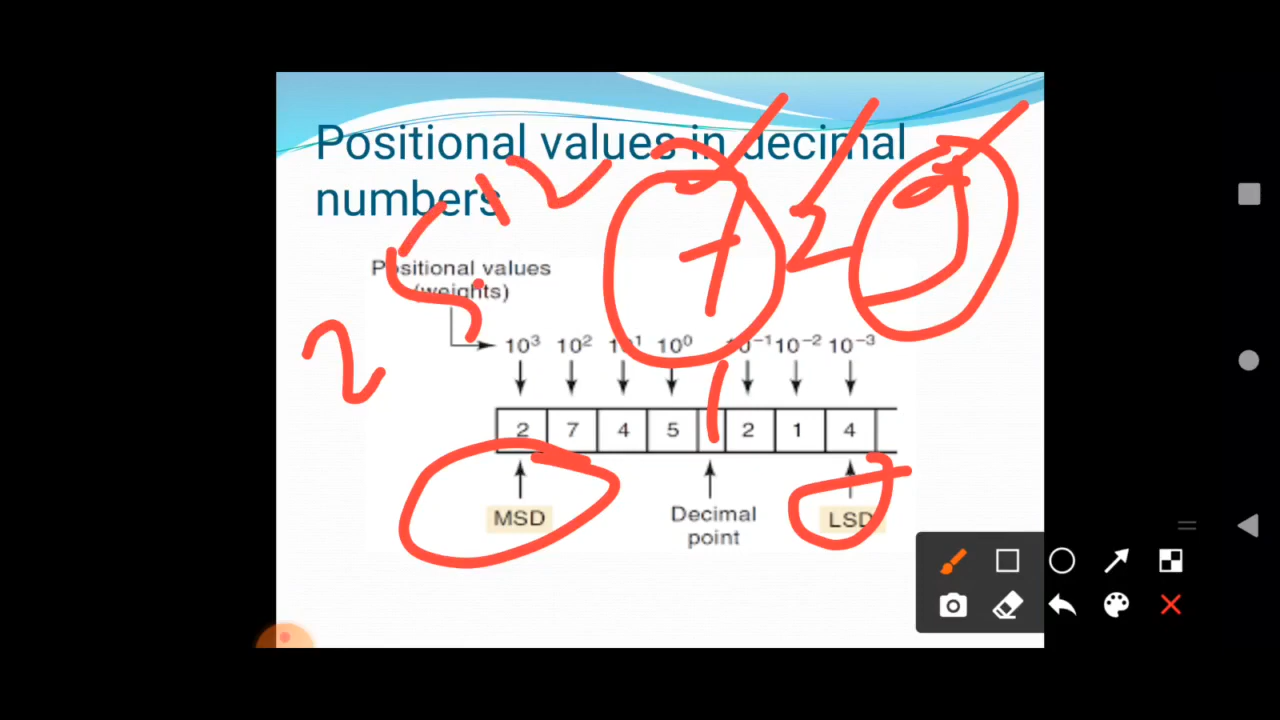 Positional values in decimal
numbers
Positional values
(weights)
10³ 10² 10¹ 10⁰ 10⁻¹ 10⁻² 10⁻³
2 7 4 5 2 1 4
MSD
Decimal
point
LSD